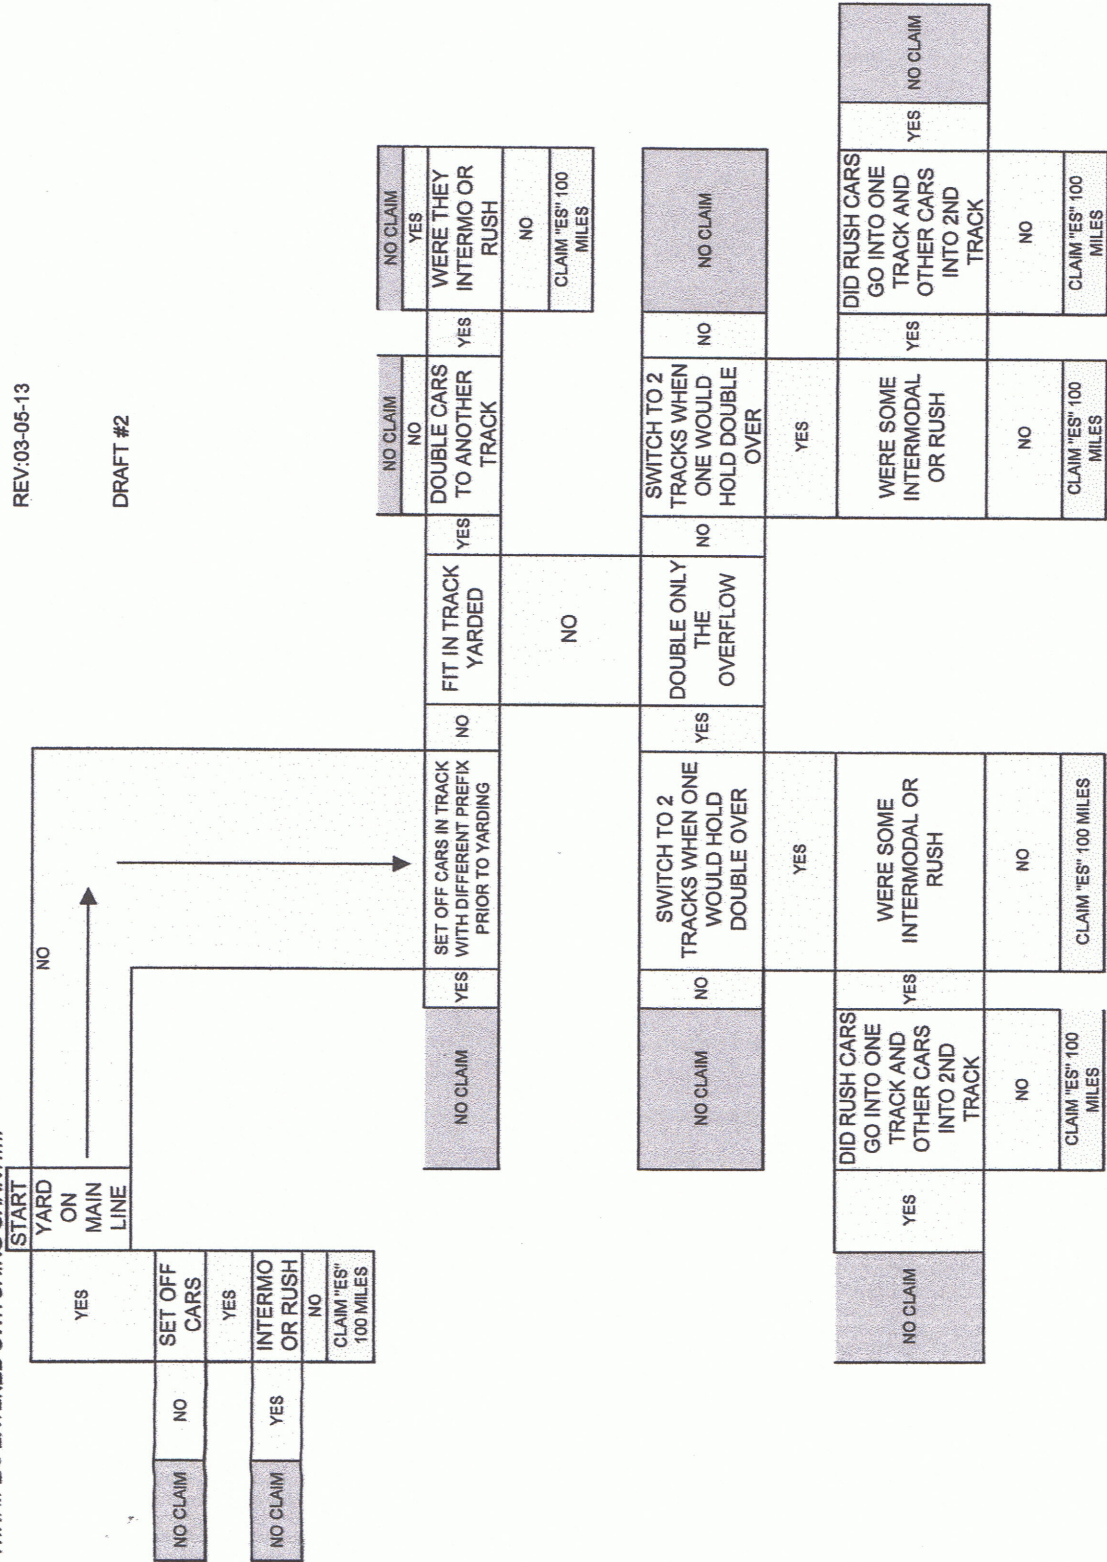 REV:03-05-13
DRAFT #2
START
YARD
ON
MAIN
LINE
NO
YES
SET OFF
CARS
NO
NO CLAIM
YES
INTERMO
OR RUSH
YES
NO CLAIM
NO
CLAIM "ES"
100 MILES
SET OFF CARS IN TRACK
WITH DIFFERENT PREFIX
PRIOR TO YARDING
YES
NO CLAIM
NO
FIT IN TRACK
YARDED
YES
DOUBLE CARS
TO ANOTHER
TRACK
NO
NO CLAIM
YES
WERE THEY
INTERMO OR
RUSH
YES
NO CLAIM
NO
CLAIM "ES" 100
MILES
NO
DOUBLE ONLY
THE
OVERFLOW
YES
SWITCH TO 2
TRACKS WHEN ONE
WOULD HOLD
DOUBLE OVER
NO
NO CLAIM
YES
WERE SOME
INTERMODAL OR
RUSH
NO
CLAIM "ES" 100 MILES
YES
DID RUSH CARS
GO INTO ONE
TRACK AND
OTHER CARS
INTO 2ND
TRACK
YES
NO CLAIM
NO
CLAIM "ES" 100
MILES
NO
SWITCH TO 2
TRACKS WHEN
ONE WOULD
HOLD DOUBLE
OVER
NO
NO CLAIM
YES
WERE SOME
INTERMODAL
OR RUSH
NO
CLAIM "ES" 100
MILES
YES
DID RUSH CARS
GO INTO ONE
TRACK AND
OTHER CARS
INTO 2ND
TRACK
YES
NO CLAIM
NO
CLAIM "ES" 100
MILES